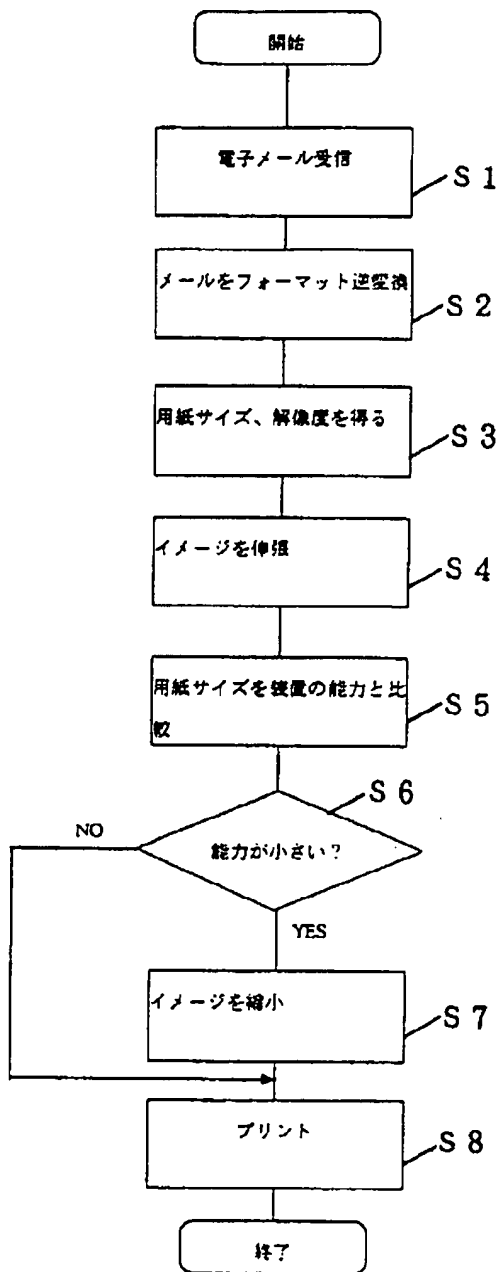 開始
電子メール受信
S 1
メールをフォーマット逆変換
S 2
用紙サイズ、解像度を得る
S 3
イメージを伸張
S 4
用紙サイズを装置の能力と比
較
S 5
S 6
NO
能力が小さい?
YES
イメージを縮小
S 7
プリント
S 8
終了